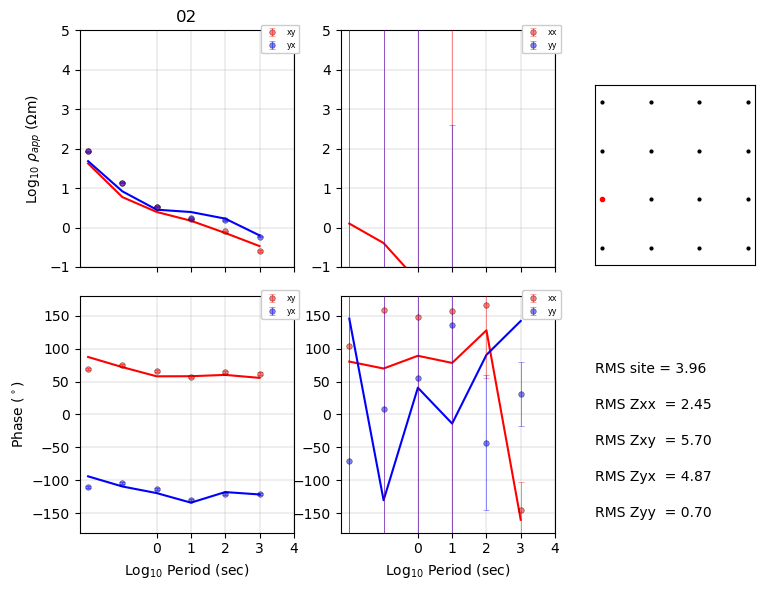 02
xy
yx
xx
yy
5
4
3
2
1
0
−1
Log10 ρapp (Ωm)
5
4
3
2
1
0
−1
xy
yx
xx
yy
150
100
50
0
−50
−100
−150
Phase (°)
150
100
50
0
−50
−100
−150
0 1 2 3 4
0 1 2 3 4
Log10 Period (sec)
Log10 Period (sec)
RMS site = 3.96
RMS Zxx = 2.45
RMS Zxy = 5.70
RMS Zyx = 4.87
RMS Zyy = 0.70